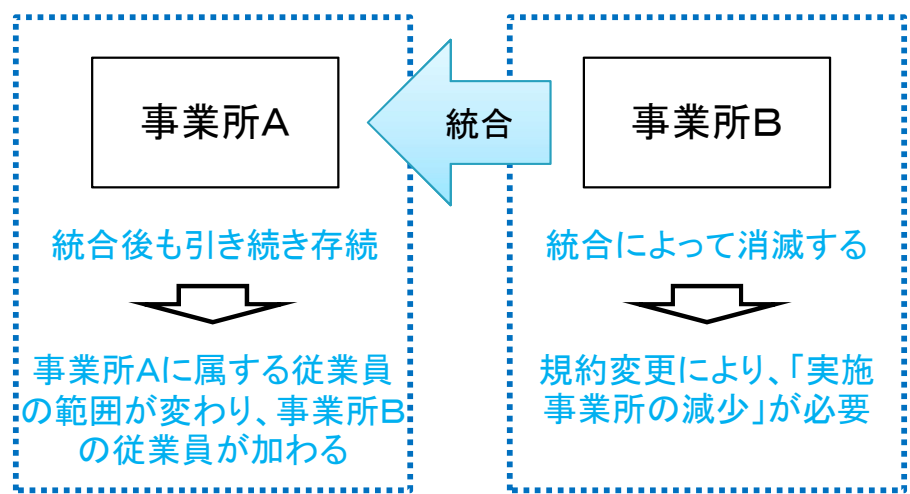 事業所A
統合
事業所B
統合後も引き続き存続
統合によって消滅する
事業所Aに属する従業員
の範囲が変わり、事業所B
の従業員が加わる
規約変更により、「実施
事業所の減少」が必要